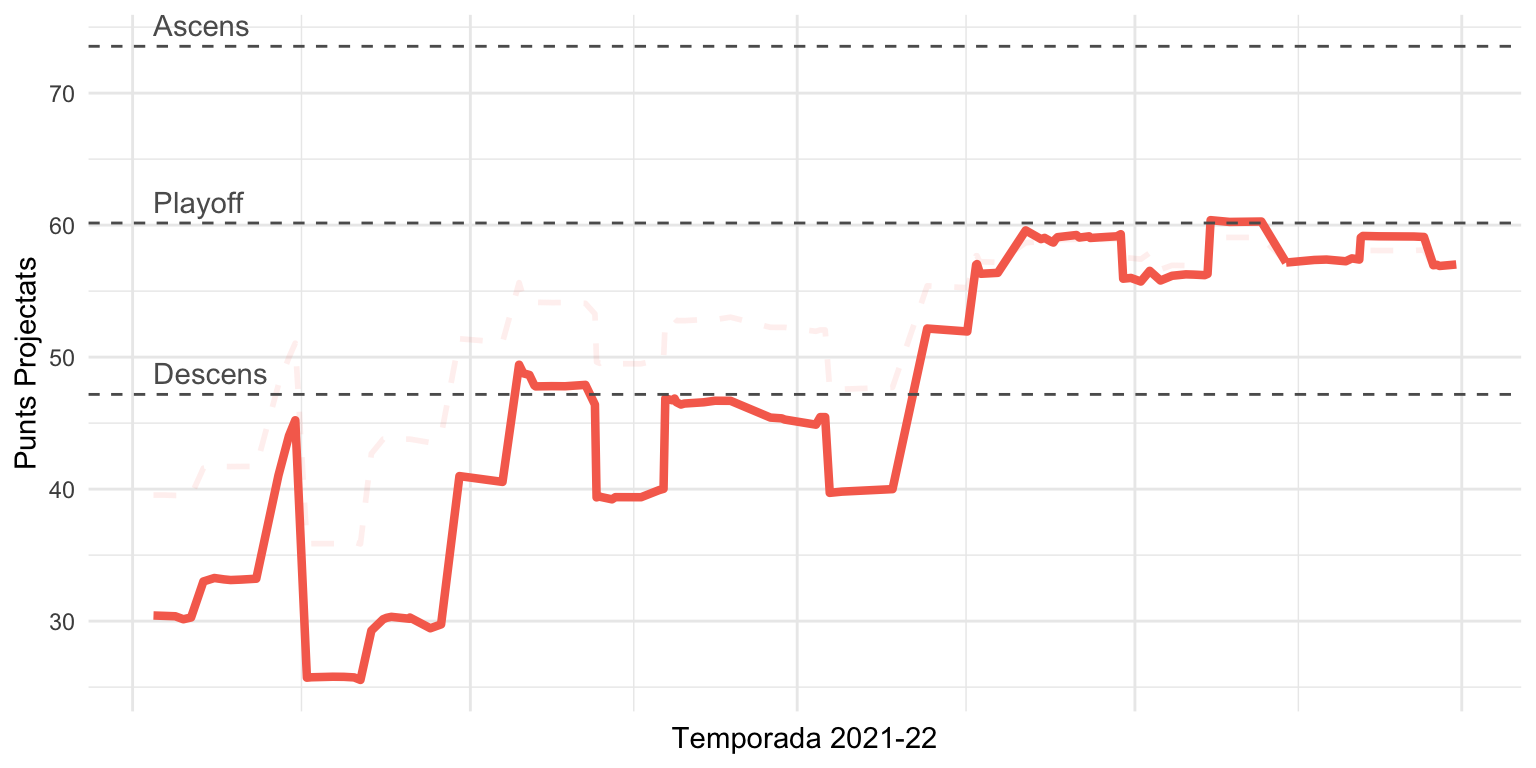 Ascens
70
Playoff
60
50
Descens
40
30
Punts Projectats
Temporada 2021-22